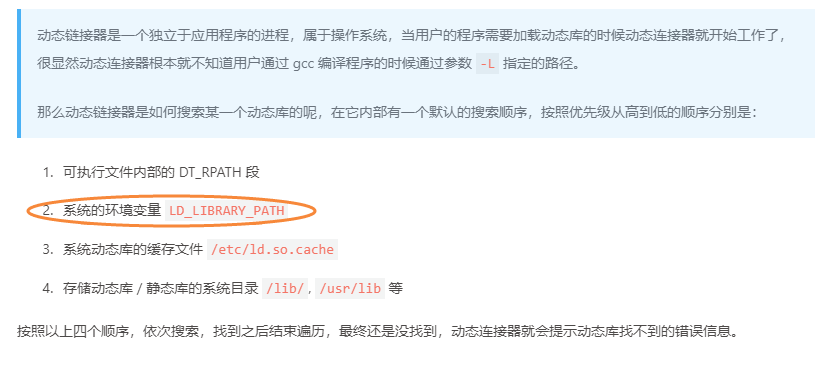 动态链接器是一个独立于应用程序的进程，属于操作系统，当用户的程序需要加载动态库的时候动态连接器就开始工作了，
很显然动态连接器根本就不知道用户通过 gcc 编译程序的时候通过参数 -L 指定的路径。
那么动态链接器是如何搜索某一个动态库的呢，在它内部有一个默认的搜索顺序，按照优先级从高到低的顺序分别是：
1. 可执行文件内部的 DT_RPATH 段
2. 系统的环境变量 LD_LIBRARY_PATH
3. 系统动态库的缓存文件 /etc/ld.so.cache
4. 存储动态库 / 静态库的系统目录 /lib/, /usr/lib 等
按照以上四个顺序，依次搜索，找到之后结束遍历，最终还是没找到，动态连接器就会提示动态库找不到的错误信息。